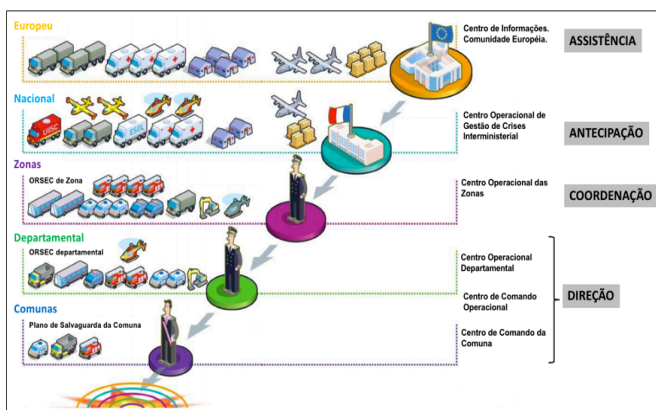 Europeu
Centro de Informações.
Comunidade Européia.
ASSISTÊNCIA
Nacional
UIISC
ESOL
Centro Operacional de
Gestão de Crises
Interministerial
ANTECIPAÇÃO
Zonas
ORSEC de Zona
Centro Operacional das
Zonas
COORDENAÇÃO
Departamental
ORSEC departamental
Centro Operacional
Departamental
Centro de Comando
Operacional
DIREÇÃO
Comunas
Plano de Salvaguarda da Comuna
Centro de Comando da
Comuna